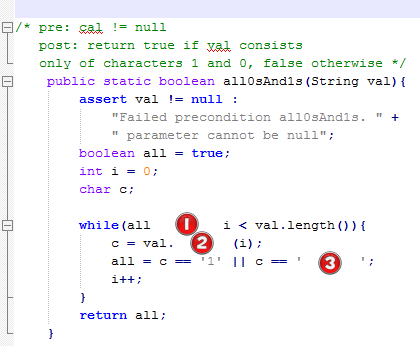 /* pre: cal != null
post: return true if val consists
only of characters 1 and 0, false otherwise */
public static boolean all0sAnd1s(String val){
assert val != null :
"Failed precondition all0sAnd1s. " +
" parameter cannot be null";
boolean all = true;
int i = 0;
char c;
while(all 1 i < val.length()){
c = val. 2 (i);
all = c == '1' || c == ' 3 ';
i++;
}
return all;
}